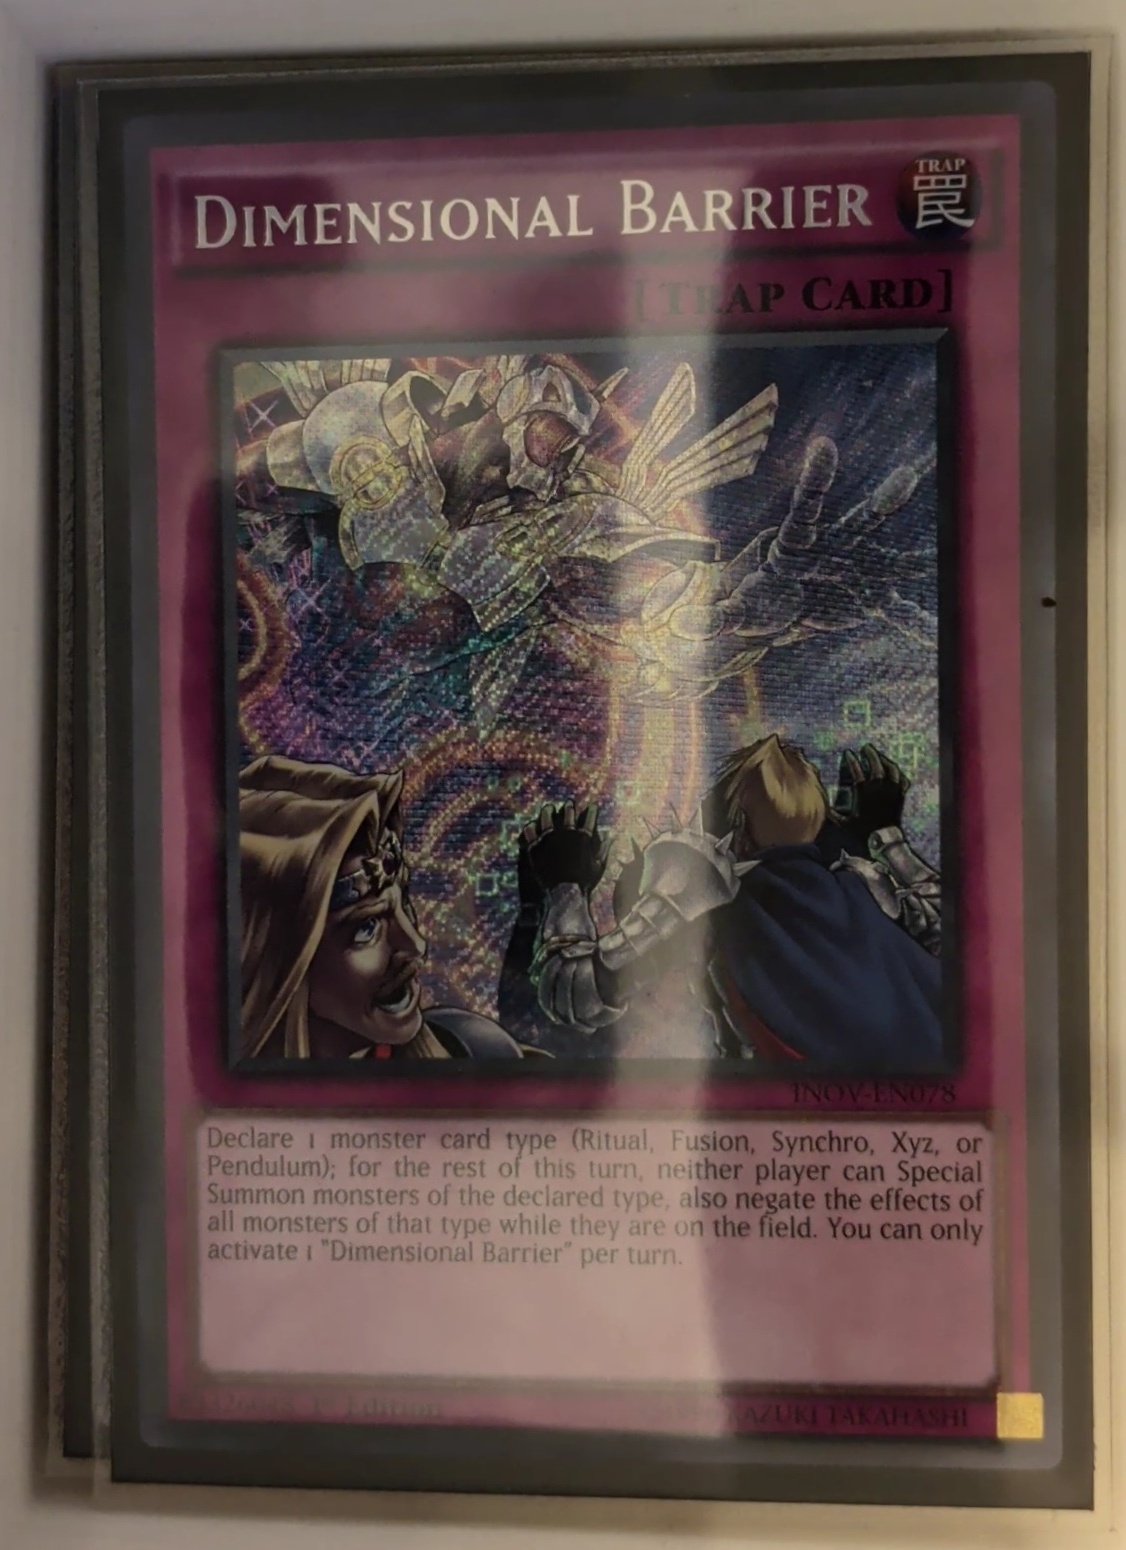 DIMENSIONAL BARRIER
TRAP
罠
[TRAP CARD]
INOV-EN078
Declare 1 monster card type (Ritual, Fusion, Synchro, Xyz, or
Pendulum); for the rest of this turn, neither player can Special
Summon monsters of the declared type, also negate the effects of
all monsters of that type while they are on the field. You can only
activate 1 "Dimensional Barrier" per turn.
1st Edition
KAZUKI TAKAHASHI